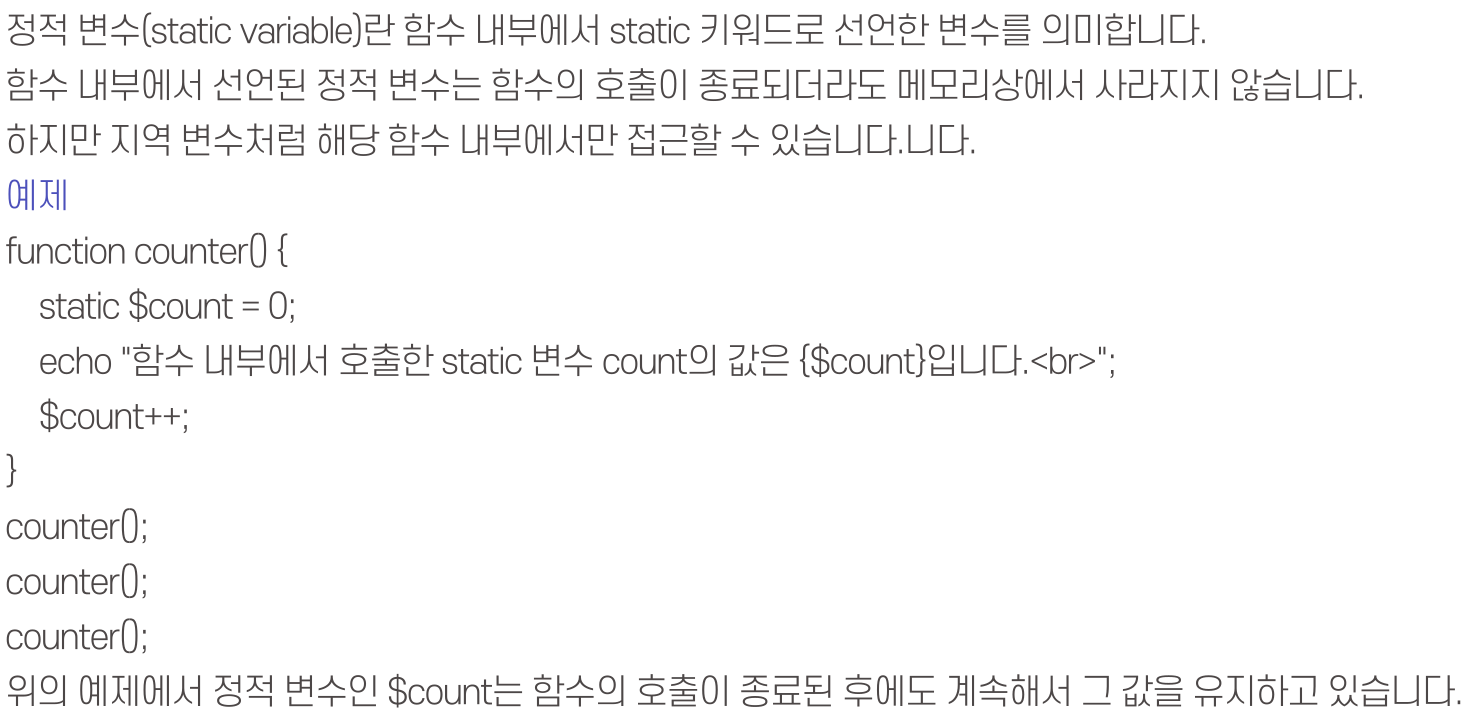 정적 변수(static variable)란 함수 내부에서 static 키워드로 선언한 변수를 의미합니다.
함수 내부에서 선언된 정적 변수는 함수의 호출이 종료되더라도 메모리상에서 사라지지 않습니다.
하지만 지역 변수처럼 해당 함수 내부에서만 접근할 수 있습니다.니다.
예제
function counter() {
    static $count = 0;
    echo "함수 내부에서 호출한 static 변수 count의 값은 {$count}입니다.<br>";
    $count++;
}
counter();
counter();
counter();
위의 예제에서 정적 변수인 $count는 함수의 호출이 종료된 후에도 계속해서 그 값을 유지하고 있습니다.